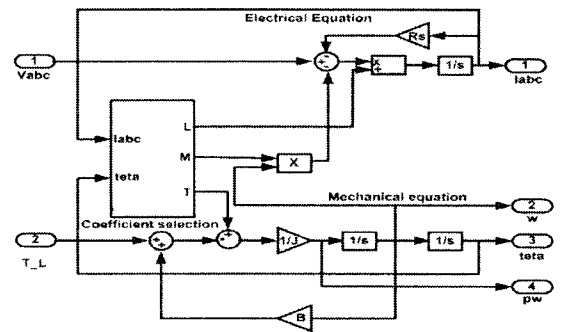 Electrical Equation
Rs
1
Vabc
+
-
x
÷
1/s
1
Iabc
Iabc
L
M
X
teta
T
Mechanical equation
2
w
Coefficient selection
2
T_L
+
+
-
+
1/J
1/s
1/s
3
teta
B
4
pw